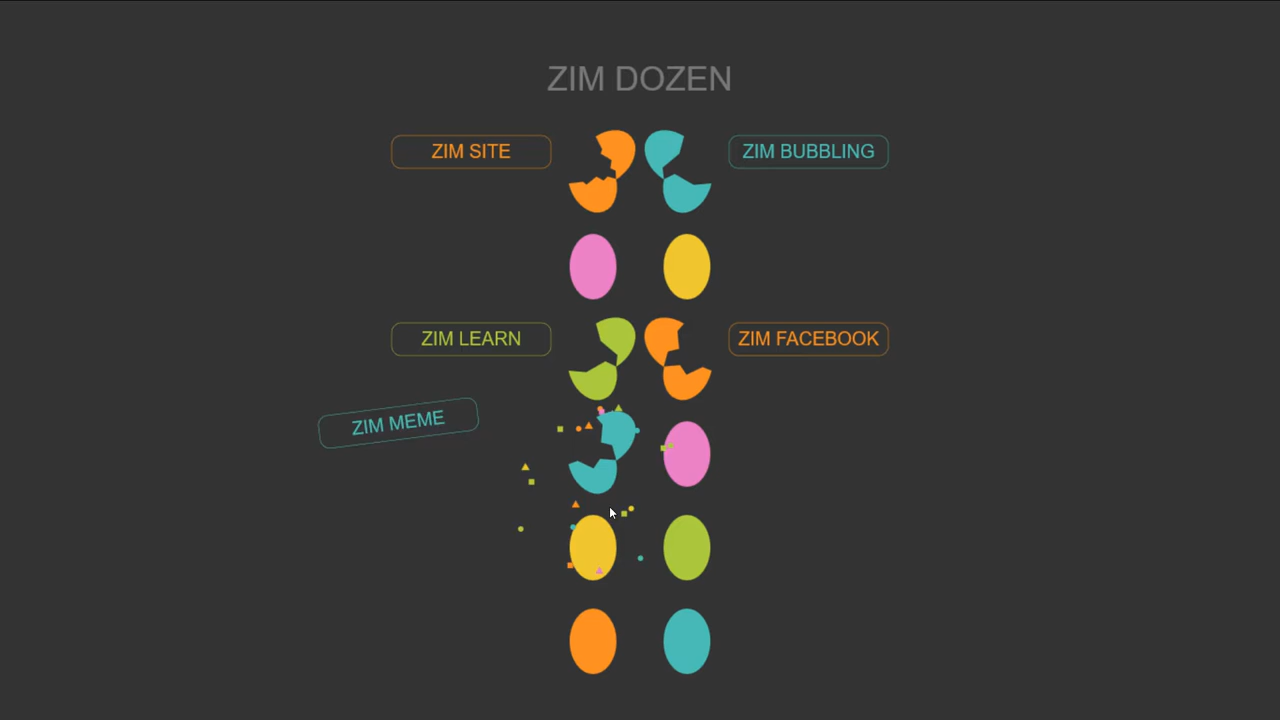 ZIM DOZEN
ZIM SITE
ZIM BUBBLING
ZIM LEARN
ZIM FACEBOOK
ZIM MEME